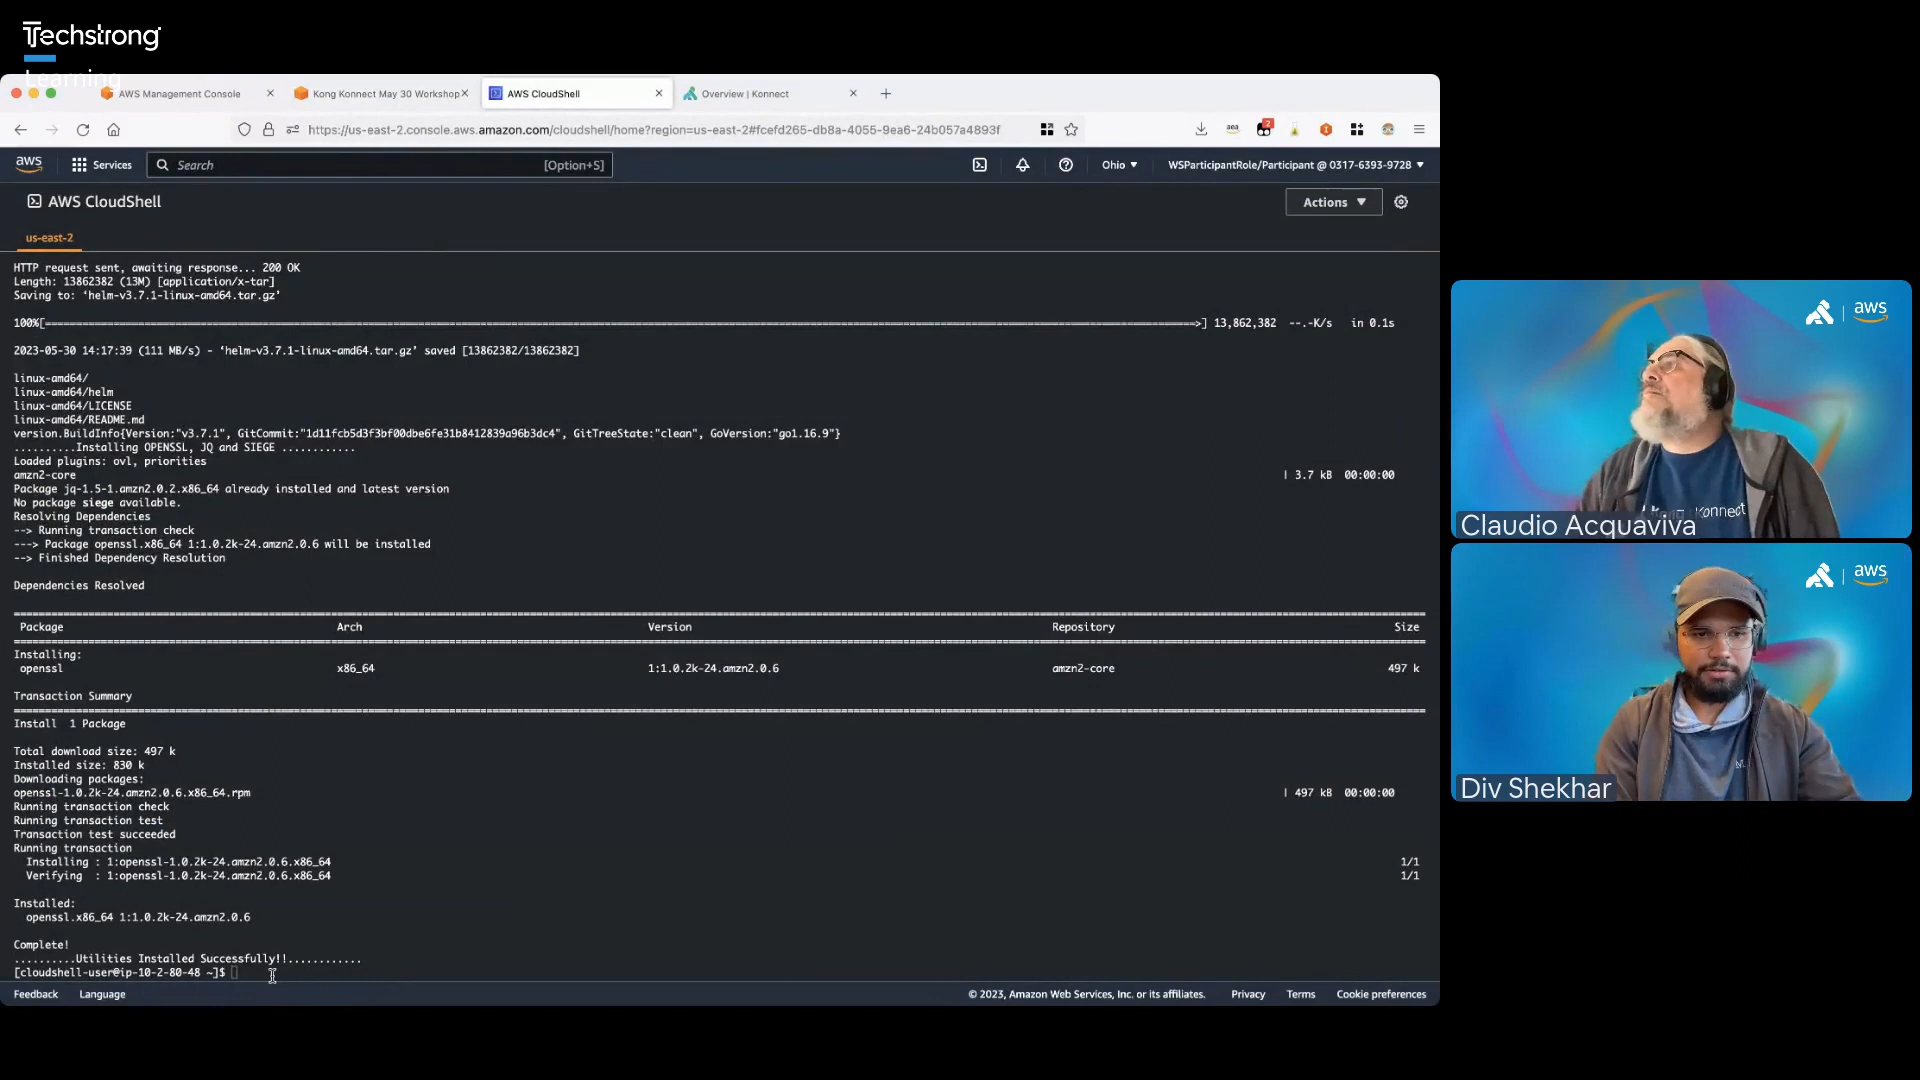 Techstrong
Learning
AWS Management Console
Kong Konnect May 30 Workshop
AWS CloudShell
Overview | Konnect
https://us-east-2.console.aws.amazon.com/cloudshell/home?region=us-east-2#fcefd265-db8a-4055-9ea6-24b057a4893f
aea
2
aws
Services
Search
[Option+S]
Ohio
WSParticipantRole/Participant @ 0317-6393-9728
AWS CloudShell
Actions
us-east-2
HTTP request sent, awaiting response... 200 OK
Length: 13862382 (13M) [application/x-tar]
Saving to: ‘helm-v3.7.1-linux-amd64.tar.gz’
100%[================================================>] 13,862,382 --.-K/s in 0.1s
2023-05-30 14:17:39 (111 MB/s) - ‘helm-v3.7.1-linux-amd64.tar.gz’ saved [13862382/13862382]
linux-amd64/
linux-amd64/helm
linux-amd64/LICENSE
linux-amd64/README.md
version.BuildInfo{Version:"v3.7.1", GitCommit:"1d11fcb5d3f3bf00dbe6fe31b8412839a96b3dc4", GitTreeState:"clean", GoVersion:"go1.16.9"}
..........Installing OPENSSL, JQ and SIEGE ............
Loaded plugins: ovl, priorities
amzn2-core | 3.7 kB 00:00:00
Package jq-1.5-1.amzn2.0.2.x86_64 already installed and latest version
No package siege available.
Resolving Dependencies
--> Running transaction check
---> Package openssl.x86_64 1:1.0.2k-24.amzn2.0.6 will be installed
--> Finished Dependency Resolution
Dependencies Resolved
Package Arch Version Repository Size
Installing:
openssl x86_64 1:1.0.2k-24.amzn2.0.6 amzn2-core 497 k
Transaction Summary
Install 1 Package
Total download size: 497 k
Installed size: 830 k
Downloading packages:
openssl-1.0.2k-24.amzn2.0.6.x86_64.rpm | 497 kB 00:00:00
Running transaction check
Running transaction test
Transaction test succeeded
Running transaction
Installing : 1:openssl-1.0.2k-24.amzn2.0.6.x86_64 1/1
Verifying : 1:openssl-1.0.2k-24.amzn2.0.6.x86_64 1/1
Installed:
openssl.x86_64 1:1.0.2k-24.amzn2.0.6
Complete!
..........Utilities Installed Successfully!!............
[cloudshell-user@ip-10-2-80-48 ~]$
Feedback
Language
© 2023, Amazon Web Services, Inc. or its affiliates.
Privacy
Terms
Cookie preferences
aws
Konnect
Claudio Acquaviva
aws
Div Shekhar